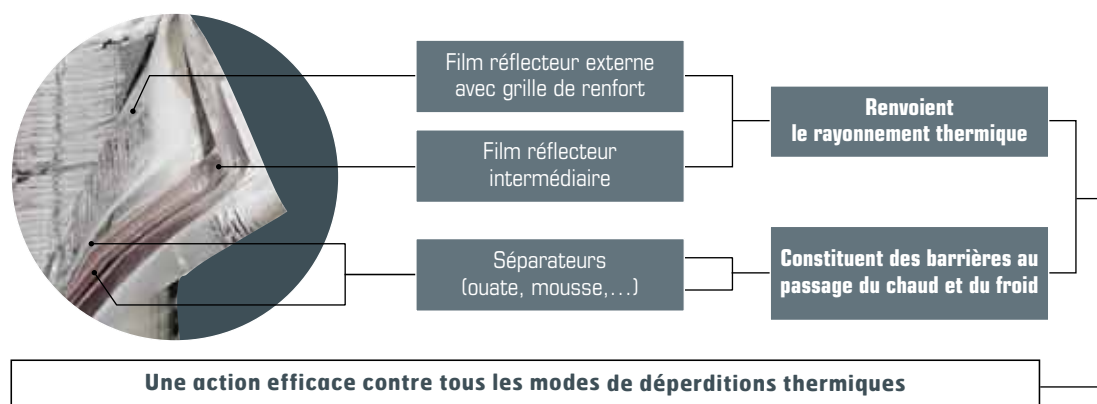 Film réflecteur externe
avec grille de renfort
Renvoient
le rayonnement thermique
Film réflecteur
intermédiaire
Séparateurs
(ouate, mousse,...)
Constituent des barrières au
passage du chaud et du froid
Une action efficace contre tous les modes de déperditions thermiques